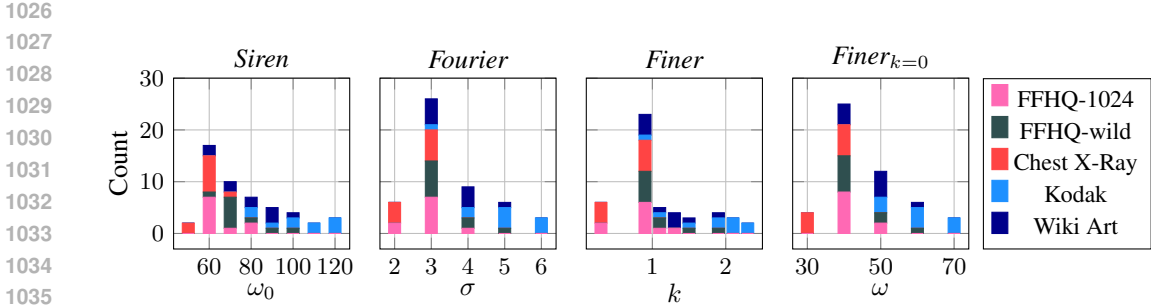 1026
1027
1028
1029
1030
1031
1032
1033
1034
1035
Siren Fourier Finer Finer_{k=0}
30
20
10
0
Count
60 80 100 120
ω₀
2 3 4 5 6
σ
1 2
k
30 50 70
ω
FFHQ-1024
FFHQ-wild
Chest X-Ray
Kodak
Wiki Art